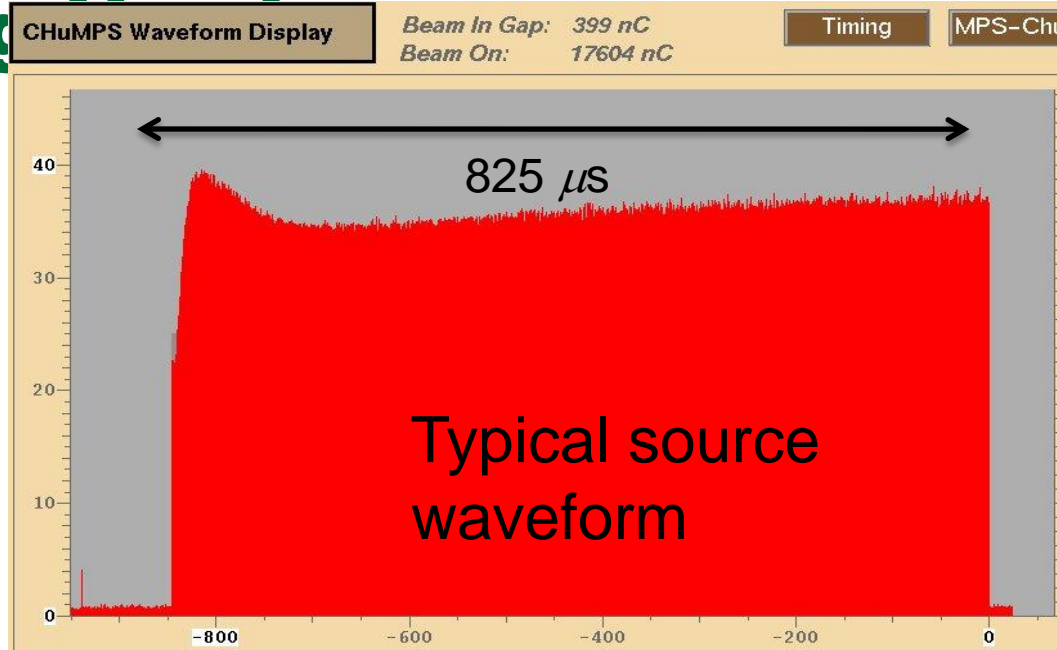 CHuMPS Waveform Display
Beam In Gap: 399 nC
Beam On: 17604 nC
Timing
MPS-Chu
825 μs
40
30
20
10
0
Typical source
waveform
-800 -600 -400 -200 0